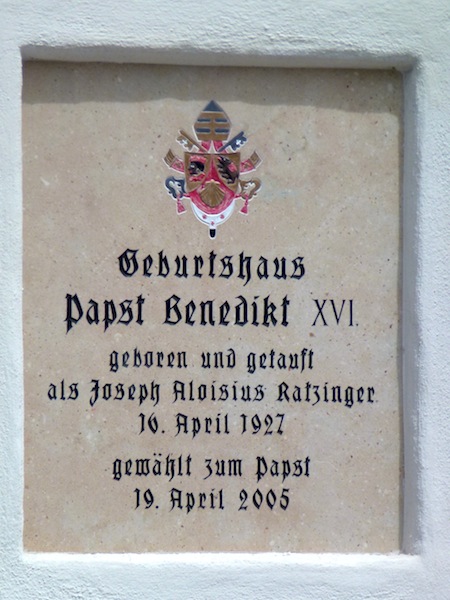 Geburtshaus
Papst Benedikt XVI.
geboren und getauft
als Joseph Aloisius Ratzinger
16. April 1927
gewählt zum Papst
19. April 2005